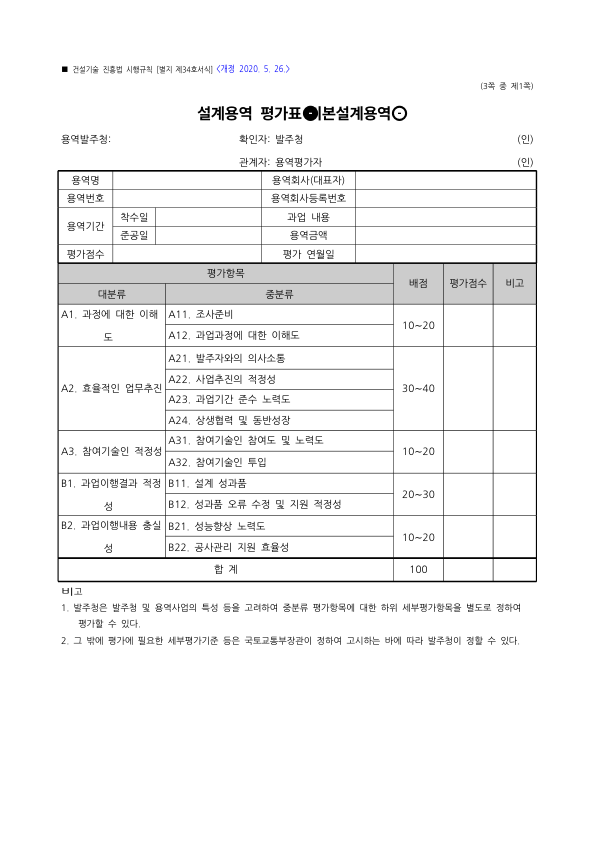 ■ 건설기술 진흥법 시행규칙 [별지 제34호서식] <개정 2020. 5. 26.>
(3쪽 중 제1쪽)
설계용역 평가표 본설계용역
용역발주청: 확인자: 발주청 (인)
관계자: 용역평가자 (인)
용역명 용역회사(대표자)
용역번호 용역회사등록번호
용역기간 착수일 과업 내용
준공일 용역금액
평가점수 평가 연월일
평가항목 배점 평가점수 비고
대분류 중분류
A1. 과정에 대한 이해
도
A11. 조사준비
A12. 과업과정에 대한 이해도
10~20
A2. 효율적인 업무추진
A21. 발주자와의 의사소통
A22. 사업추진의 적정성
A23. 과업기간 준수 노력도
A24. 상생협력 및 동반성장
30~40
A3. 참여기술인 적정성
A31. 참여기술인 참여도 및 노력도
A32. 참여기술인 투입
10~20
B1. 과업이행결과 적정
성
B11. 설계 성과품
B12. 성과품 오류 수정 및 지원 적정성
20~30
B2. 과업이행내용 충실
성
B21. 성능향상 노력도
B22. 공사관리 지원 효율성
10~20
합 계 100
비고
1. 발주청은 발주청 및 용역사업의 특성 등을 고려하여 중분류 평가항목에 대한 하위 세부평가항목을 별도로 정하여
평가할 수 있다.
2. 그 밖에 평가에 필요한 세부평가기준 등은 국토교통부장관이 정하여 고시하는 바에 따라 발주청이 정할 수 있다.